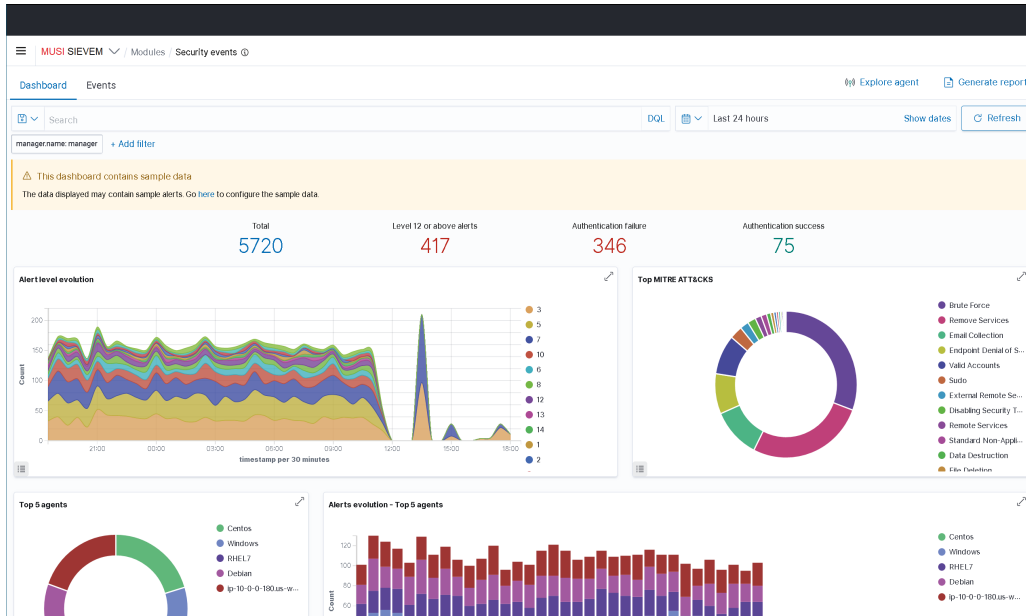 MUSI SIEVEM / Modules / Security events
Dashboard Events Explore agent Generate report
Search DQL Last 24 hours Show dates Refresh
manager.name: manager + Add filter
This dashboard contains sample data
The data displayed may contain sample alerts. Go here to configure the sample data.
Total Level 12 or above alerts Authentication failure Authentication success
5720 417 346 75
Alert level evolution
200
150
100
50
0
Count
21:00 00:00 03:00 06:00 09:00 12:00 15:00 18:00
timestamp per 30 minutes
3
5
7
10
6
8
12
13
14
1
2
Top MITRE ATT&CKS
Brute Force
Remove Services
Email Collection
Endpoint Denial of S...
Valid Accounts
Sudo
External Remote Se...
Disabling Security T...
Remote Services
Standard Non-Appli...
Data Destruction
File Deletion
Top 5 agents
Centos
Windows
RHEL7
Debian
ip-10-0-0-180.us-w...
Alerts evolution - Top 5 agents
120
100
80
60
Count
Centos
Windows
RHEL7
Debian
ip-10-0-0-180.us-w...